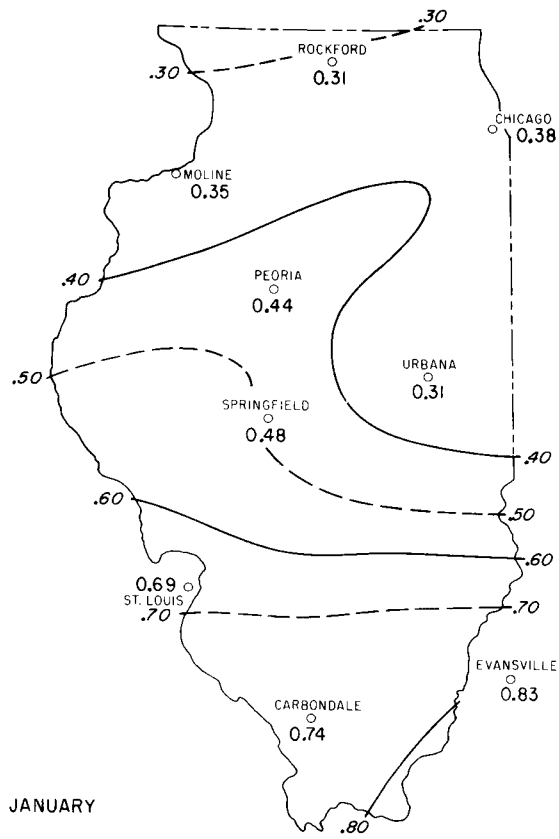 .30
ROCKFORD
.30
0.31
CHICAGO
0.38
MOLINE
0.35
.40
PEORIA
0.44
.50
URBANA
0.31
SPRINGFIELD
0.48
.40
.60
.50
.60
0.69
ST. LOUIS
.70
.70
EVANSVILLE
0.83
CARBONDALE
0.74
JANUARY
.80